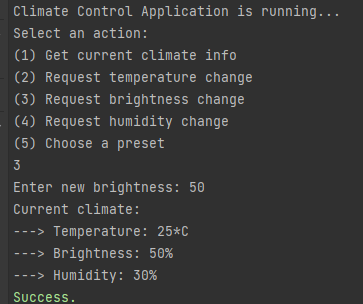 Climate Control Application is running...
Select an action:
(1) Get current climate info
(2) Request temperature change
(3) Request brightness change
(4) Request humidity change
(5) Choose a preset
3
Enter new brightness: 50
Current climate:
---> Temperature: 25*C
---> Brightness: 50%
---> Humidity: 30%
Success.